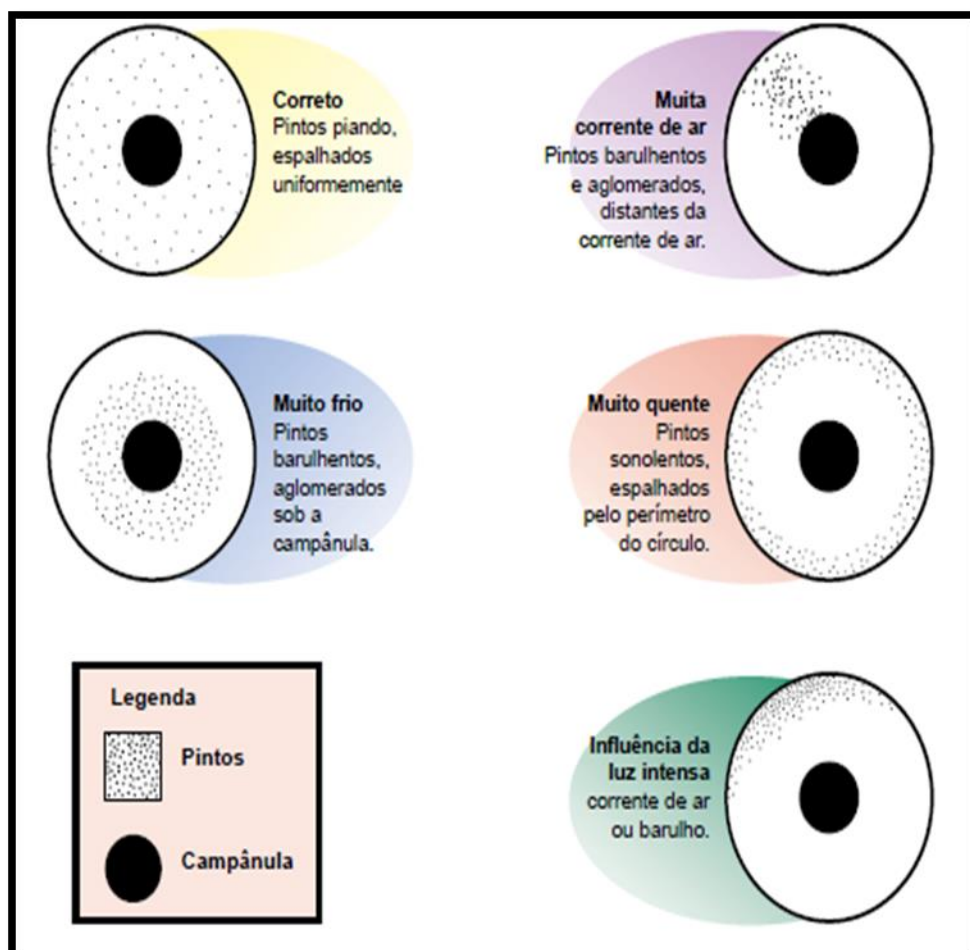 Correto
Pintos piando,
espalhados
uniformemente
Muita
corrente de ar
Pintos barulhentos
e aglomerados,
distantes da
corrente de ar.
Muito frio
Pintos
barulhentos,
aglomerados
sob a
campânula.
Muito quente
Pintos
sonolentos,
espalhados
pelo perímetro
do círculo.
Legenda
Pintos
Campânula
Influência da
luz intensa
corrente de ar
ou barulho.